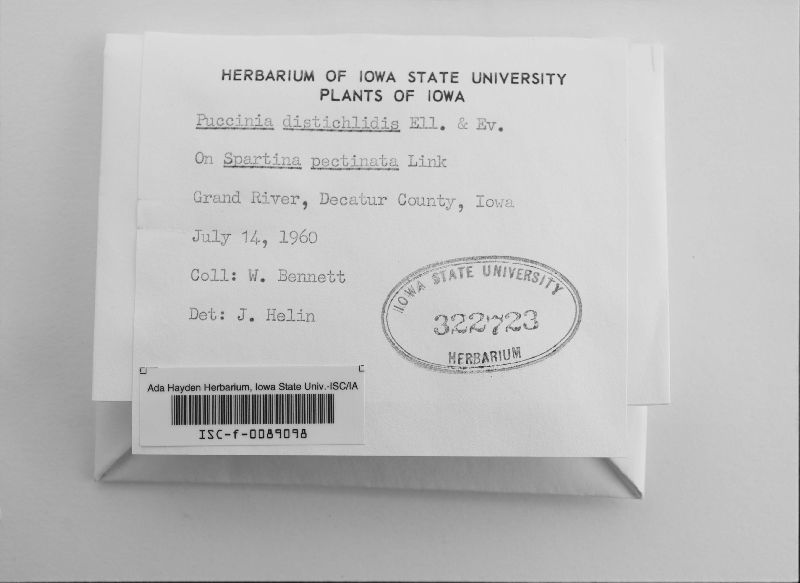 HERBARIUM OF IOWA STATE UNIVERSITY
PLANTS OF IOWA
Puccinia distichlidis Ell. & Ev.
On Spartina pectinata Link
Grand River, Decatur County, Iowa
July 14, 1960
Coll: W. Bennett
Det: J. Helin
IOWA STATE UNIVERSITY
322723
HERBARIUM
Ada Hayden Herbarium, Iowa State Univ.-ISC/IA
ISC-f-0089098